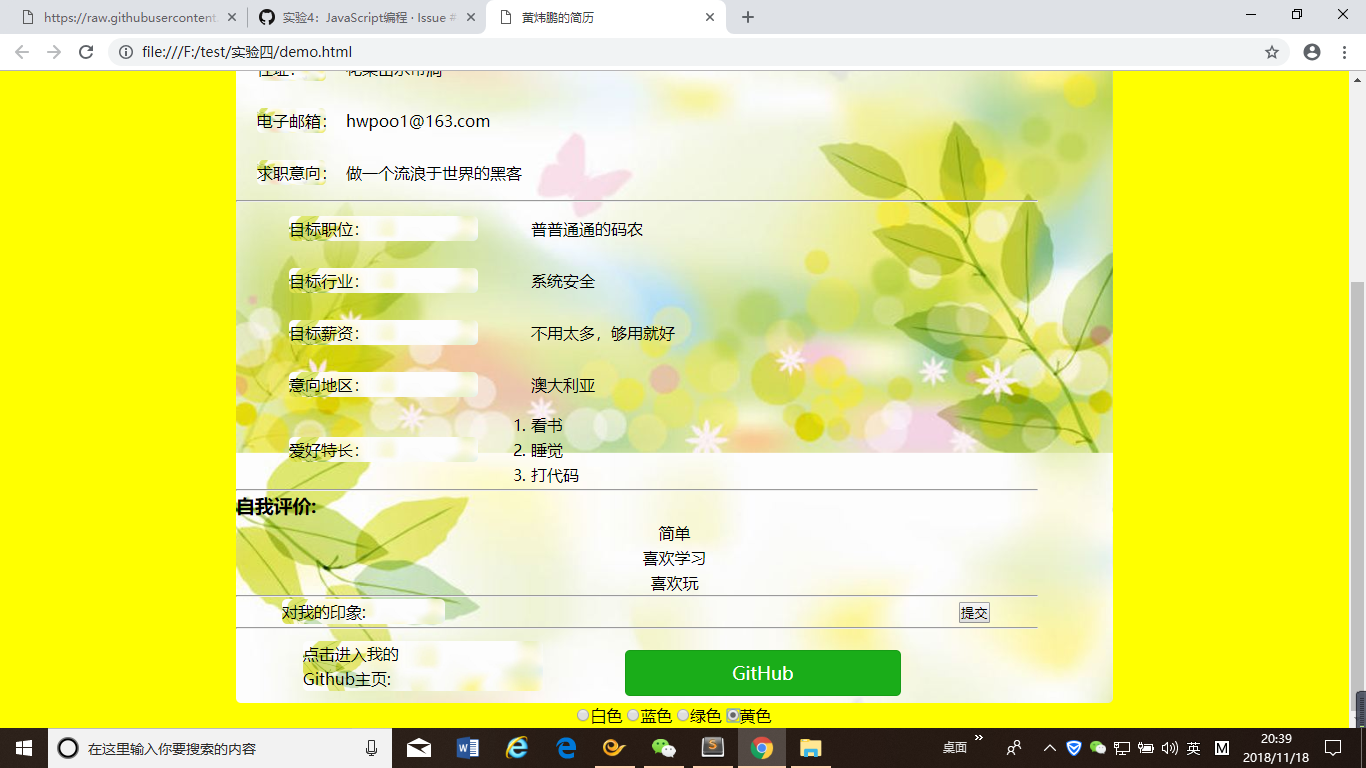 https://raw.githubusercontent.
实验4：JavaScript编程 · Issue #
黄炜鹏的简历
file:///F:/test/实验四/demo.html
电子邮箱： hwpoo1@163.com
求职意向： 做一个流浪于世界的黑客
目标职位： 普普通通的码农
目标行业： 系统安全
目标薪资： 不用太多，够用就好
意向地区： 澳大利亚
1. 看书
爱好特长： 2. 睡觉
3. 打代码
自我评价:
简单
喜欢学习
喜欢玩
对我的印象: 提交
点击进入我的
Github主页:
GitHub
白色 蓝色 绿色 黄色
在这里输入你要搜索的内容
桌面
英
M
20:39
2018/11/18